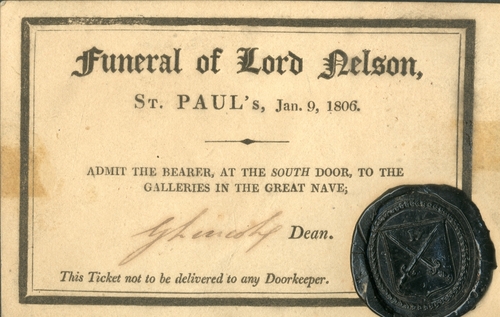 Funeral of Lord Nelson,
ST. PAUL's, Jan. 9, 1806.
ADMIT THE BEARER, AT THE SOUTH DOOR, TO THE
GALLERIES IN THE GREAT NAVE;
G Lincoln Dean.
This Ticket not to be delivered to any Doorkeeper.